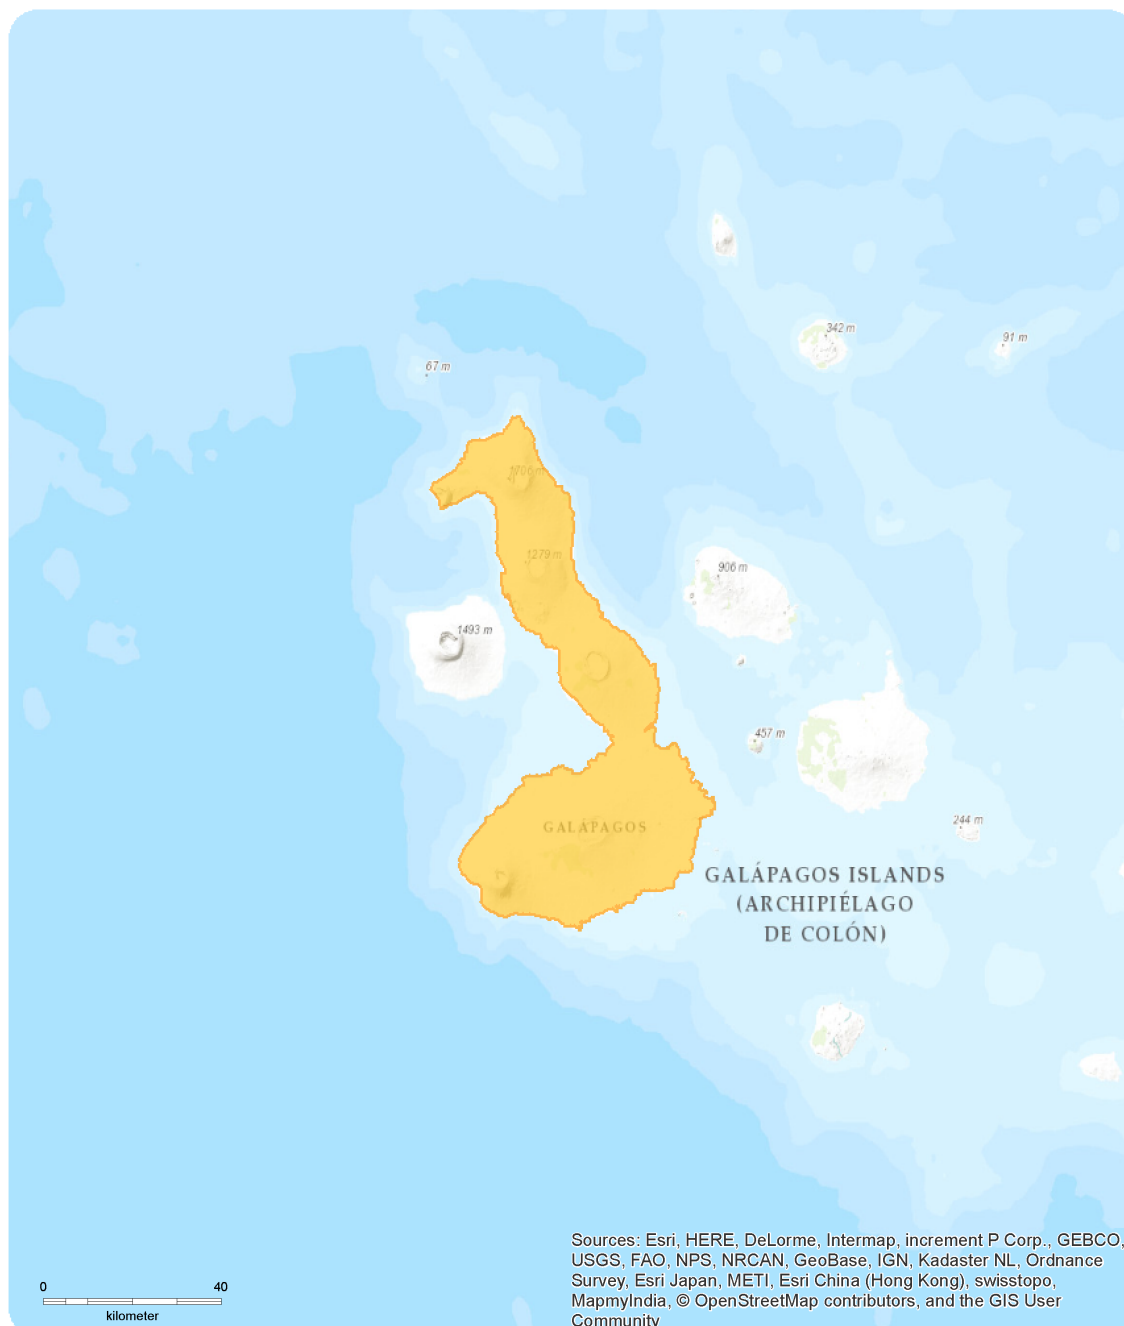 342 m
91 m
67 m
1706 m
1279 m
906 m
1493 m
457 m
244 m
GALÁPAGOS
GALÁPAGOS ISLANDS
(ARCHIPIÉLAGO
DE COLÓN)
Sources: Esri, HERE, DeLorme, Intermap, increment P Corp., GEBCO,
USGS, FAO, NPS, NRCAN, GeoBase, IGN, Kadaster NL, Ordnance
Survey, Esri Japan, METI, Esri China (Hong Kong), swisstopo,
MapmyIndia, © OpenStreetMap contributors, and the GIS User
Community
0 40
kilometer